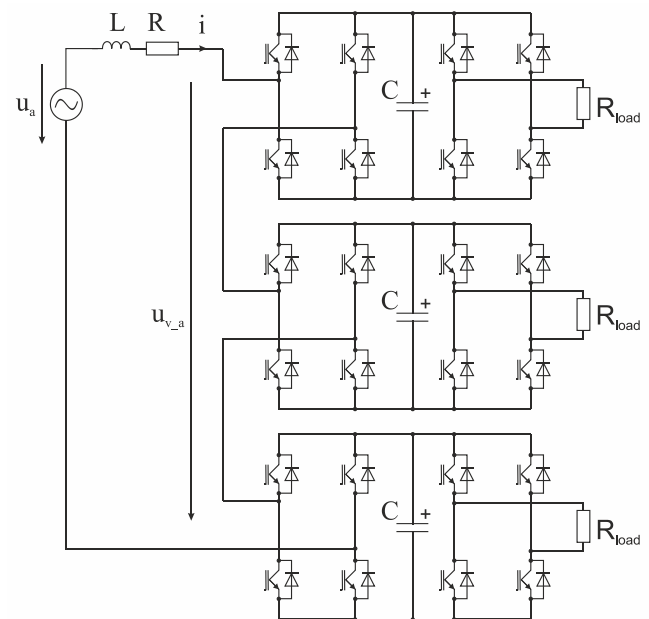 L R i
u_a
C +
R_load
u_v_a
C +
R_load
C +
R_load